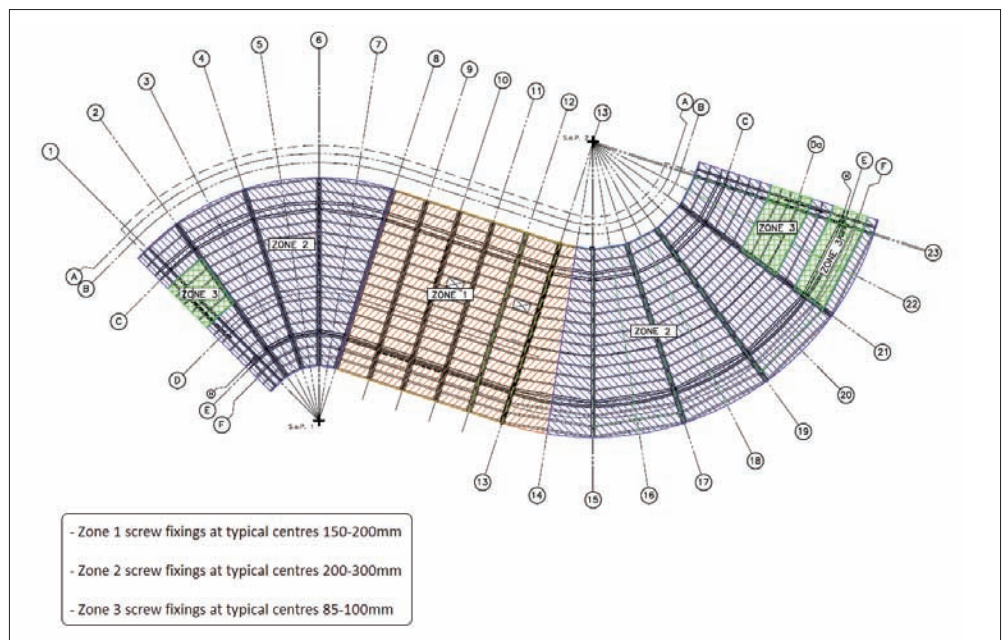 6
5
7
4
8
3
9
10
2
11
12
13
1
A
B
S.e.P. 2
C
Da
E
F
H
ZONE 2
ZONE 3
ZONE 3
A
B
23
ZONE 3
ZONE 1
22
C
ZONE 2
21
D
20
H
E
19
F
S.e.P. 1
18
13
17
14
16
15
- Zone 1 screw fixings at typical centres 150-200mm
- Zone 2 screw fixings at typical centres 200-300mm
- Zone 3 screw fixings at typical centres 85-100mm